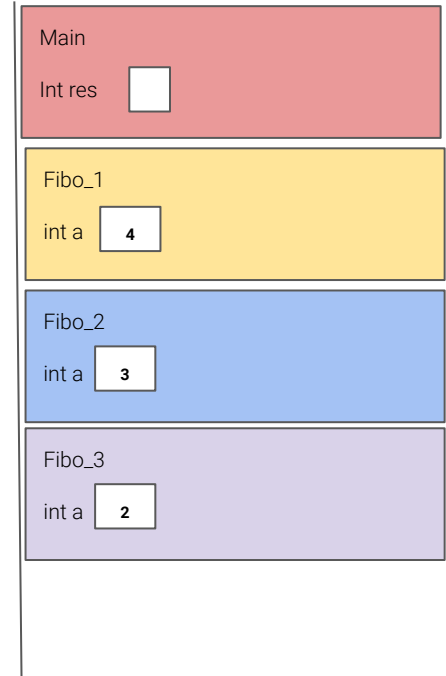 Main
Int res
Fibo_1
int a 4
Fibo_2
int a 3
Fibo_3
int a 2